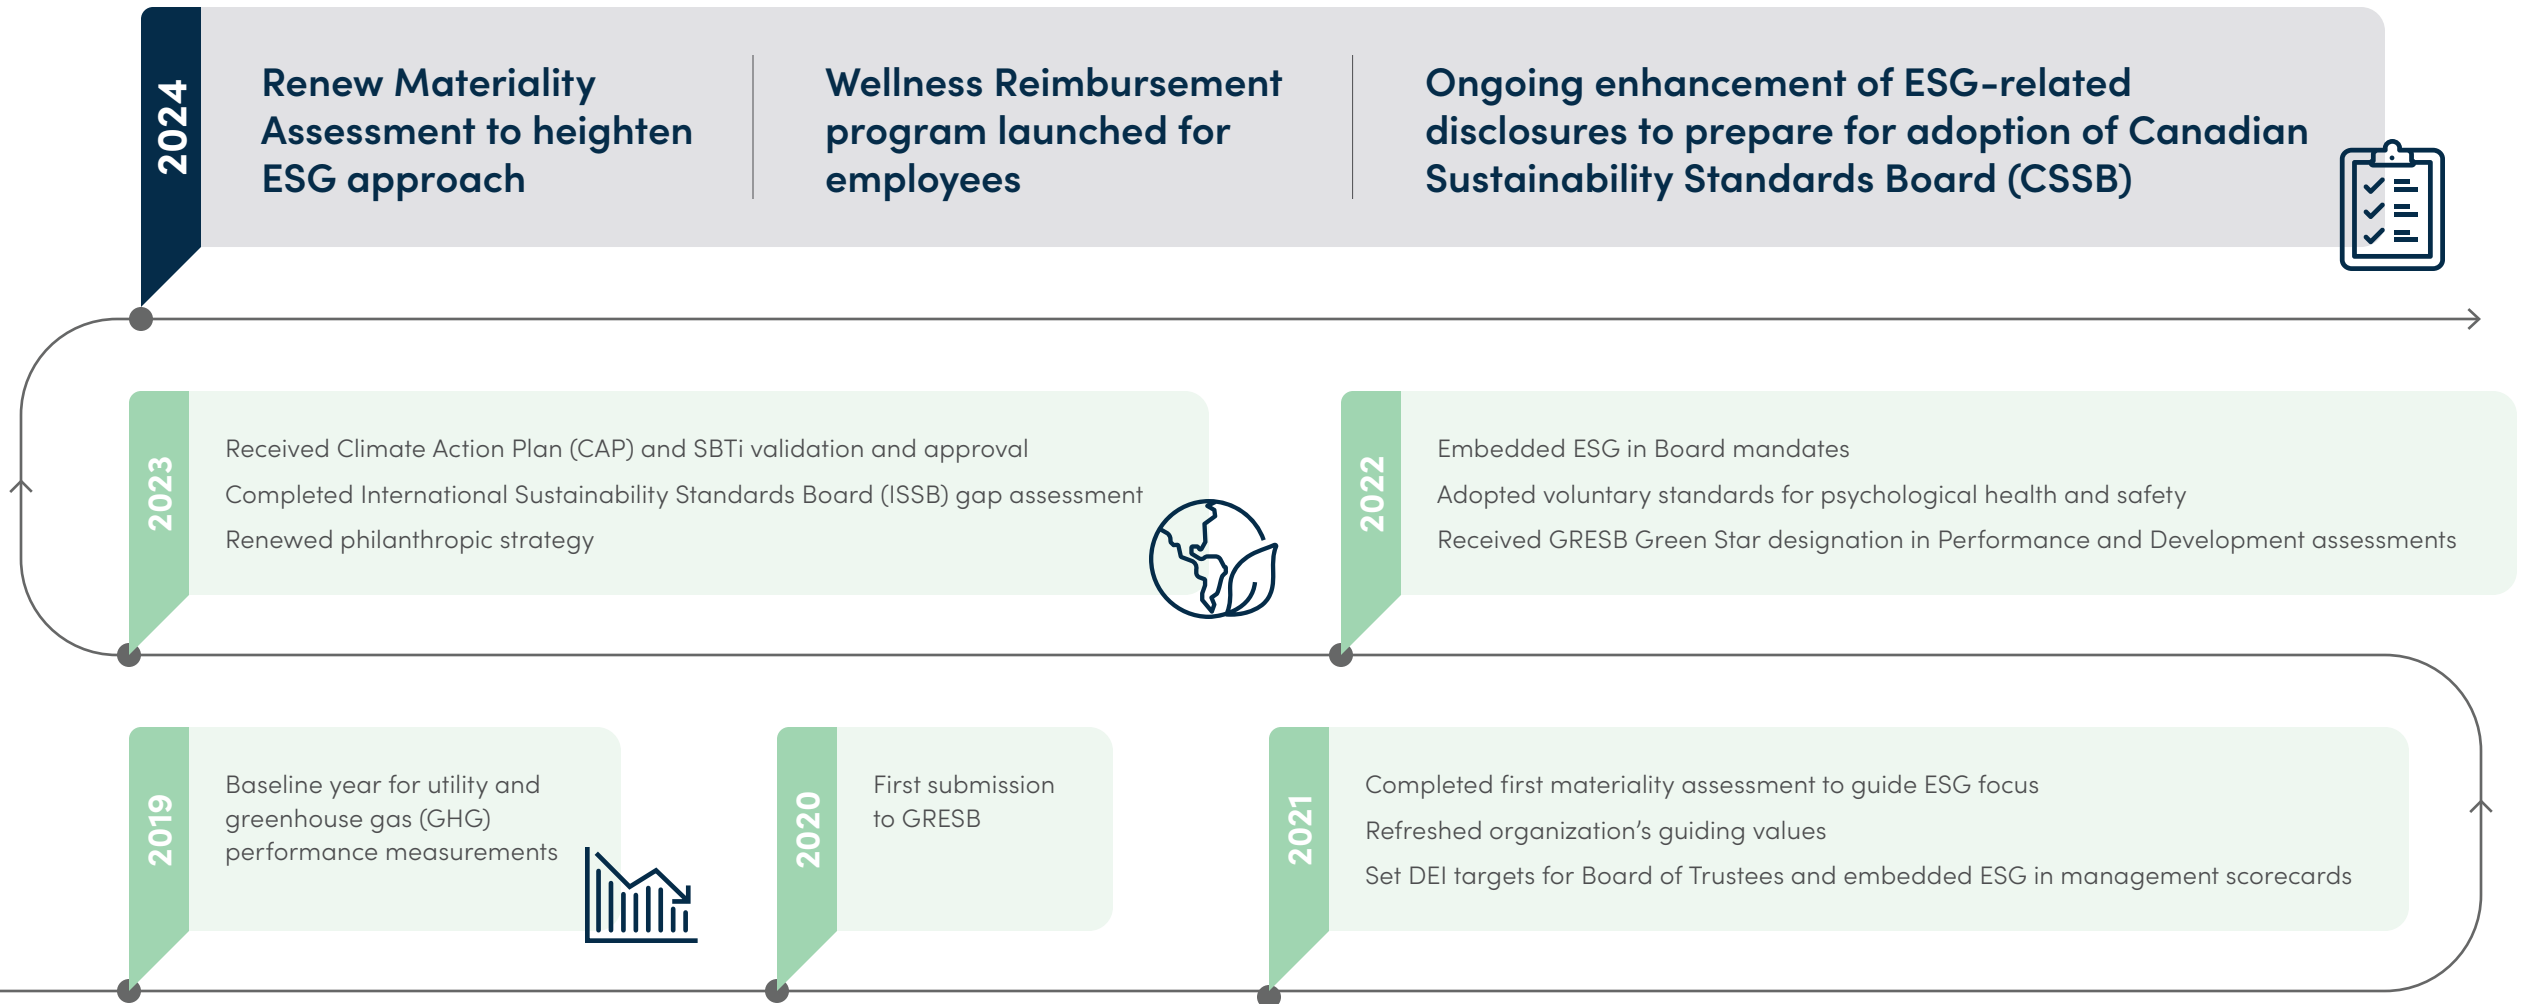 2024
Renew Materiality
Assessment to heighten
ESG approach
Wellness Reimbursement
program launched for
employees
Ongoing enhancement of ESG-related
disclosures to prepare for adoption of Canadian
Sustainability Standards Board (CSSB)
2023
Received Climate Action Plan (CAP) and SBTi validation and approval
Completed International Sustainability Standards Board (ISSB) gap assessment
Renewed philanthropic strategy
2022
Embedded ESG in Board mandates
Adopted voluntary standards for psychological health and safety
Received GRESB Green Star designation in Performance and Development assessments
2019
Baseline year for utility and
greenhouse gas (GHG)
performance measurements
2020
First submission
to GRESB
2021
Completed first materiality assessment to guide ESG focus
Refreshed organization’s guiding values
Set DEI targets for Board of Trustees and embedded ESG in management scorecards